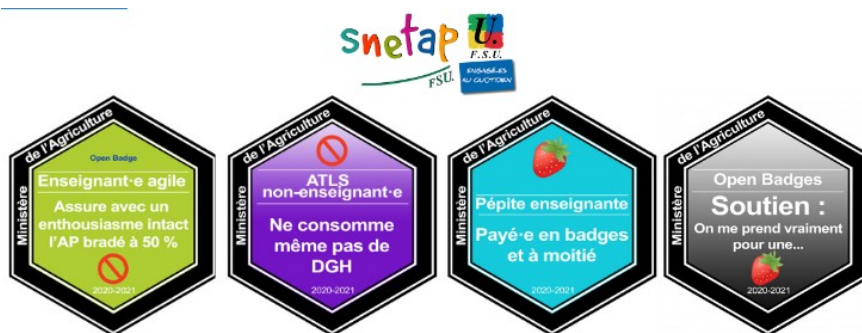 snetap
FSU.
U.
F.S.U.
ENGAGÉ·ES
AU QUOTIDIEN
Ministère
de l'Agriculture
Open Badge
Enseignant·e agile
Assure avec un
enthousiasme intact
l'AP bradé à 50 %
2020-2021
Ministère
de l'Agriculture
ATLS
non-enseignant·e
Ne consomme
même pas de
DGH
2020-2021
Ministère
de l'Agriculture
Pépite enseignante
Payé·e en badges
et à moitié
2020-2021
Ministère
de l'Agriculture
Open Badges
Soutien :
On me prend vraiment
pour une...
2020-2021